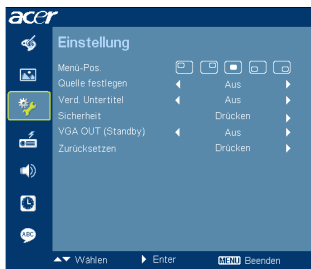 acer
Einstellung
Menü-Pos.
Quelle festlegen Aus
Verd. Untertitel Aus
Sicherheit Drücken
VGA OUT (Standby) Aus
Zurücksetzen Drücken
ABC
Wählen Enter MENU Beenden